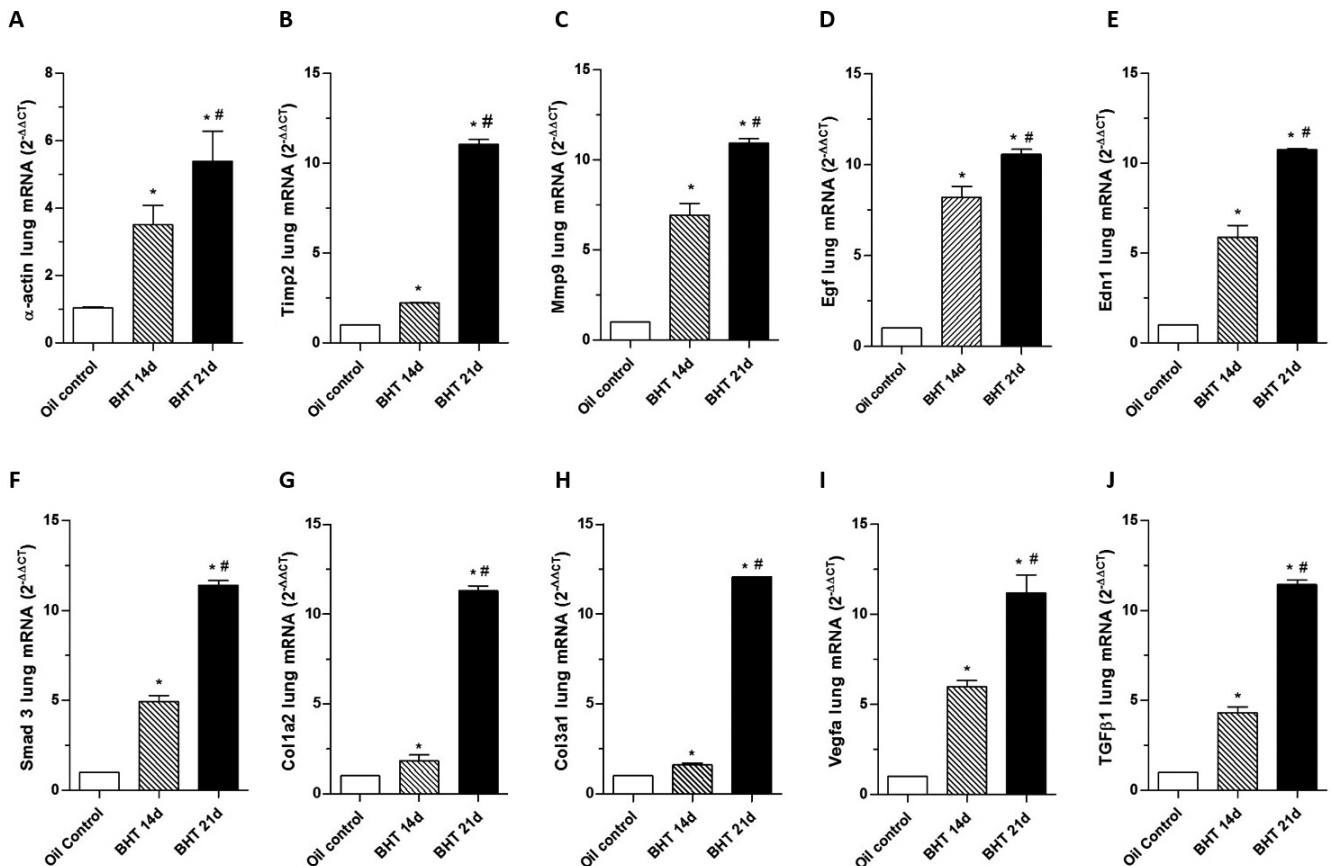 A
B
C
D
E
α-actin lung mRNA (2-ΔΔCT)
8
6
4
2
0
*
* #
Oil control
BHT 14d
BHT 21d
Timp2 lung mRNA (2-ΔΔCT)
15
10
5
0
*
* #
Oil control
BHT 14d
BHT 21d
Mmp9 lung mRNA (2-ΔΔCT)
15
10
5
0
*
* #
Oil control
BHT 14d
BHT 21d
Egf lung mRNA (2-ΔΔCT)
15
10
5
0
*
* #
Oil control
BHT 14d
BHT 21d
Edn1 lung mRNA (2-ΔΔCT)
15
10
5
0
*
* #
Oil control
BHT 14d
BHT 21d
F
G
H
I
J
Smad 3 lung mRNA (2-ΔΔCT)
15
10
5
0
*
* #
Oil Control
BHT 14d
BHT 21d
Col1a2 lung mRNA (2-ΔΔCT)
15
10
5
0
*
* #
Oil Control
BHT 14d
BHT 21d
Col3a1 lung mRNA (2-ΔΔCT)
15
10
5
0
*
* #
Oil Control
BHT 14d
BHT 21d
Vegfa lung mRNA (2-ΔΔCT)
15
10
5
0
*
* #
Oil Control
BHT 14d
BHT 21d
TGFβ1 lung mRNA (2-ΔΔCT)
15
10
5
0
*
* #
Oil Control
BHT 14d
BHT 21d